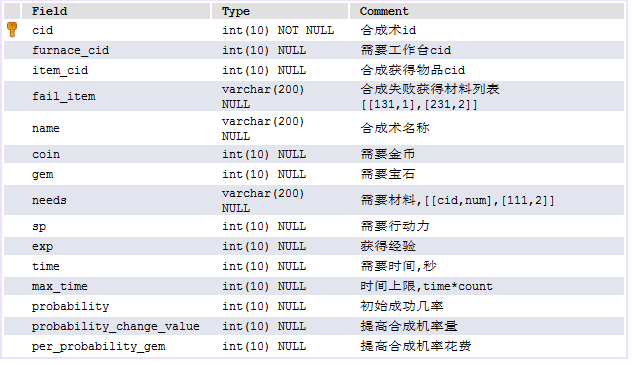 Field Type Comment
cid int(10) NOT NULL 合成术id
furnace_cid int(10) NULL 需要工作台cid
item_cid int(10) NULL 合成获得物品cid
fail_item varchar(200) NULL 合成失败获得材料列表
[[131,1],[231,2]]
name varchar(200) NULL 合成术名称
coin int(10) NULL 需要金币
gem int(10) NULL 需要宝石
needs varchar(200) NULL 需要材料,[[cid,num],[111,2]]
sp int(10) NULL 需要行动力
exp int(10) NULL 获得经验
time int(10) NULL 需要时间,秒
max_time int(10) NULL 时间上限,time*count
probability int(10) NULL 初始成功几率
probability_change_value int(10) NULL 提高合成机率量
per_probability_gem int(10) NULL 提高合成机率花费